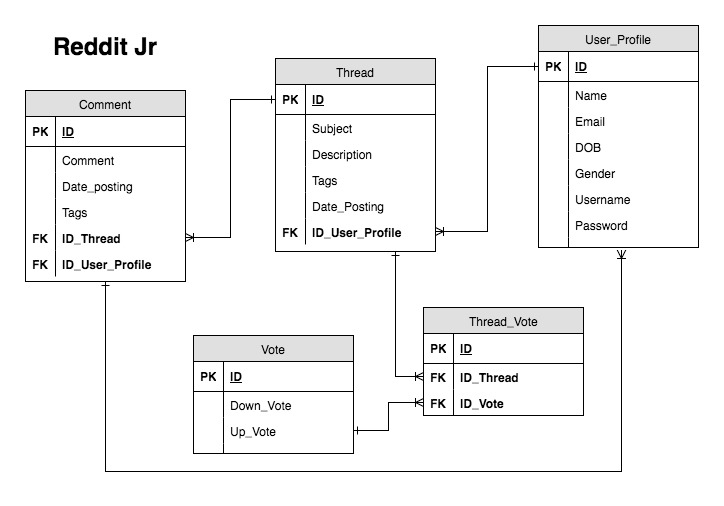 Reddit Jr
Comment
PK ID
Comment
Date_posting
Tags
FK ID_Thread
FK ID_User_Profile
Thread
PK ID
Subject
Description
Tags
Date_Posting
FK ID_User_Profile
User_Profile
PK ID
Name
Email
DOB
Gender
Username
Password
Vote
PK ID
Down_Vote
Up_Vote
Thread_Vote
PK ID
FK ID_Thread
FK ID_Vote